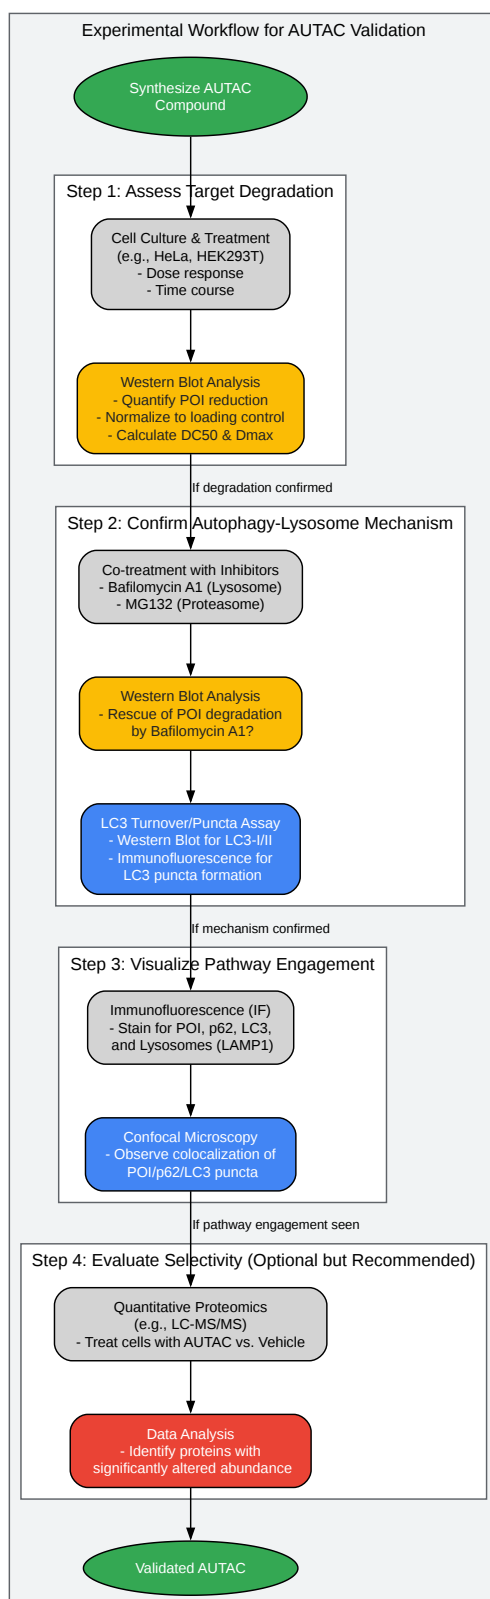 Experimental Workflow for AUTAC Validation
Synthesize AUTAC
Compound
Step 1: Assess Target Degradation
Cell Culture & Treatment
(e.g., HeLa, HEK293T)
- Dose response
- Time course
Western Blot Analysis
- Quantify POI reduction
- Normalize to loading control
- Calculate DC50 & Dmax
If degradation confirmed
Step 2: Confirm Autophagy-Lysosome Mechanism
Co-treatment with Inhibitors
- Bafilomycin A1 (Lysosome)
- MG132 (Proteasome)
Western Blot Analysis
- Rescue of POI degradation
by Bafilomycin A1?
LC3 Turnover/Puncta Assay
- Western Blot for LC3-I/II
- Immunofluorescence for
LC3 puncta formation
If mechanism confirmed
Step 3: Visualize Pathway Engagement
Immunofluorescence (IF)
- Stain for POI, p62, LC3,
and Lysosomes (LAMP1)
Confocal Microscopy
- Observe colocalization of
POI/p62/LC3 puncta
If pathway engagement seen
Step 4: Evaluate Selectivity (Optional but Recommended)
Quantitative Proteomics
(e.g., LC-MS/MS)
- Treat cells with AUTAC vs. Vehicle
Data Analysis
- Identify proteins with
significantly altered abundance
Validated AUTAC